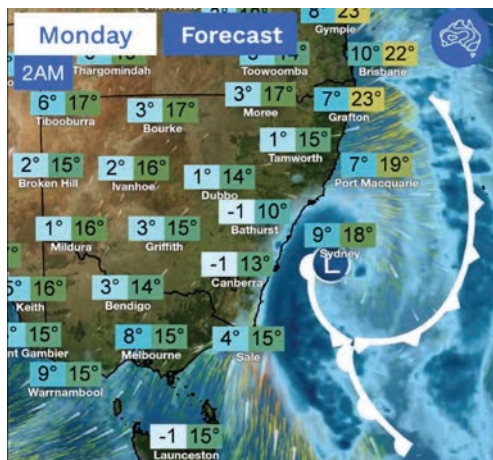 Monday Forecast
2AM
8° 23°
Gympie
Thargomindah
Toowoomba
10° 22°
Brisbane
6° 17°
Tibooburra
3° 17°
Bourke
3° 17°
Moree
7° 23°
Grafton
1° 15°
Tamworth
2° 15°
Broken Hill
2° 16°
Ivanhoe
1° 14°
Dubbo
7° 19°
Port Macquarie
-1 10°
Bathurst
1° 16°
Mildura
3° 15°
Griffith
9° 18°
Sydney
L
-1 13°
Canberra
5° 16°
Keith
3° 14°
Bendigo
15°
nt Gambier
8° 15°
Melbourne
4° 15°
Sale
9° 15°
Warrnambool
-1 15°
Launceston